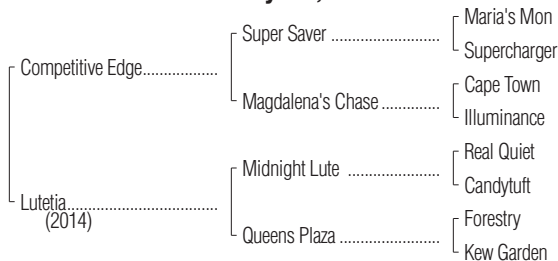 Super Saver ........................ Maria's Mon
Supercharger
Competitive Edge..................
Magdalena's Chase .............. Cape Town
Illuminance
Midnight Lute ..................... Real Quiet
Candytuft
Lutetia......................................
(2014)
Queens Plaza ....................... Forestry
Kew Garden